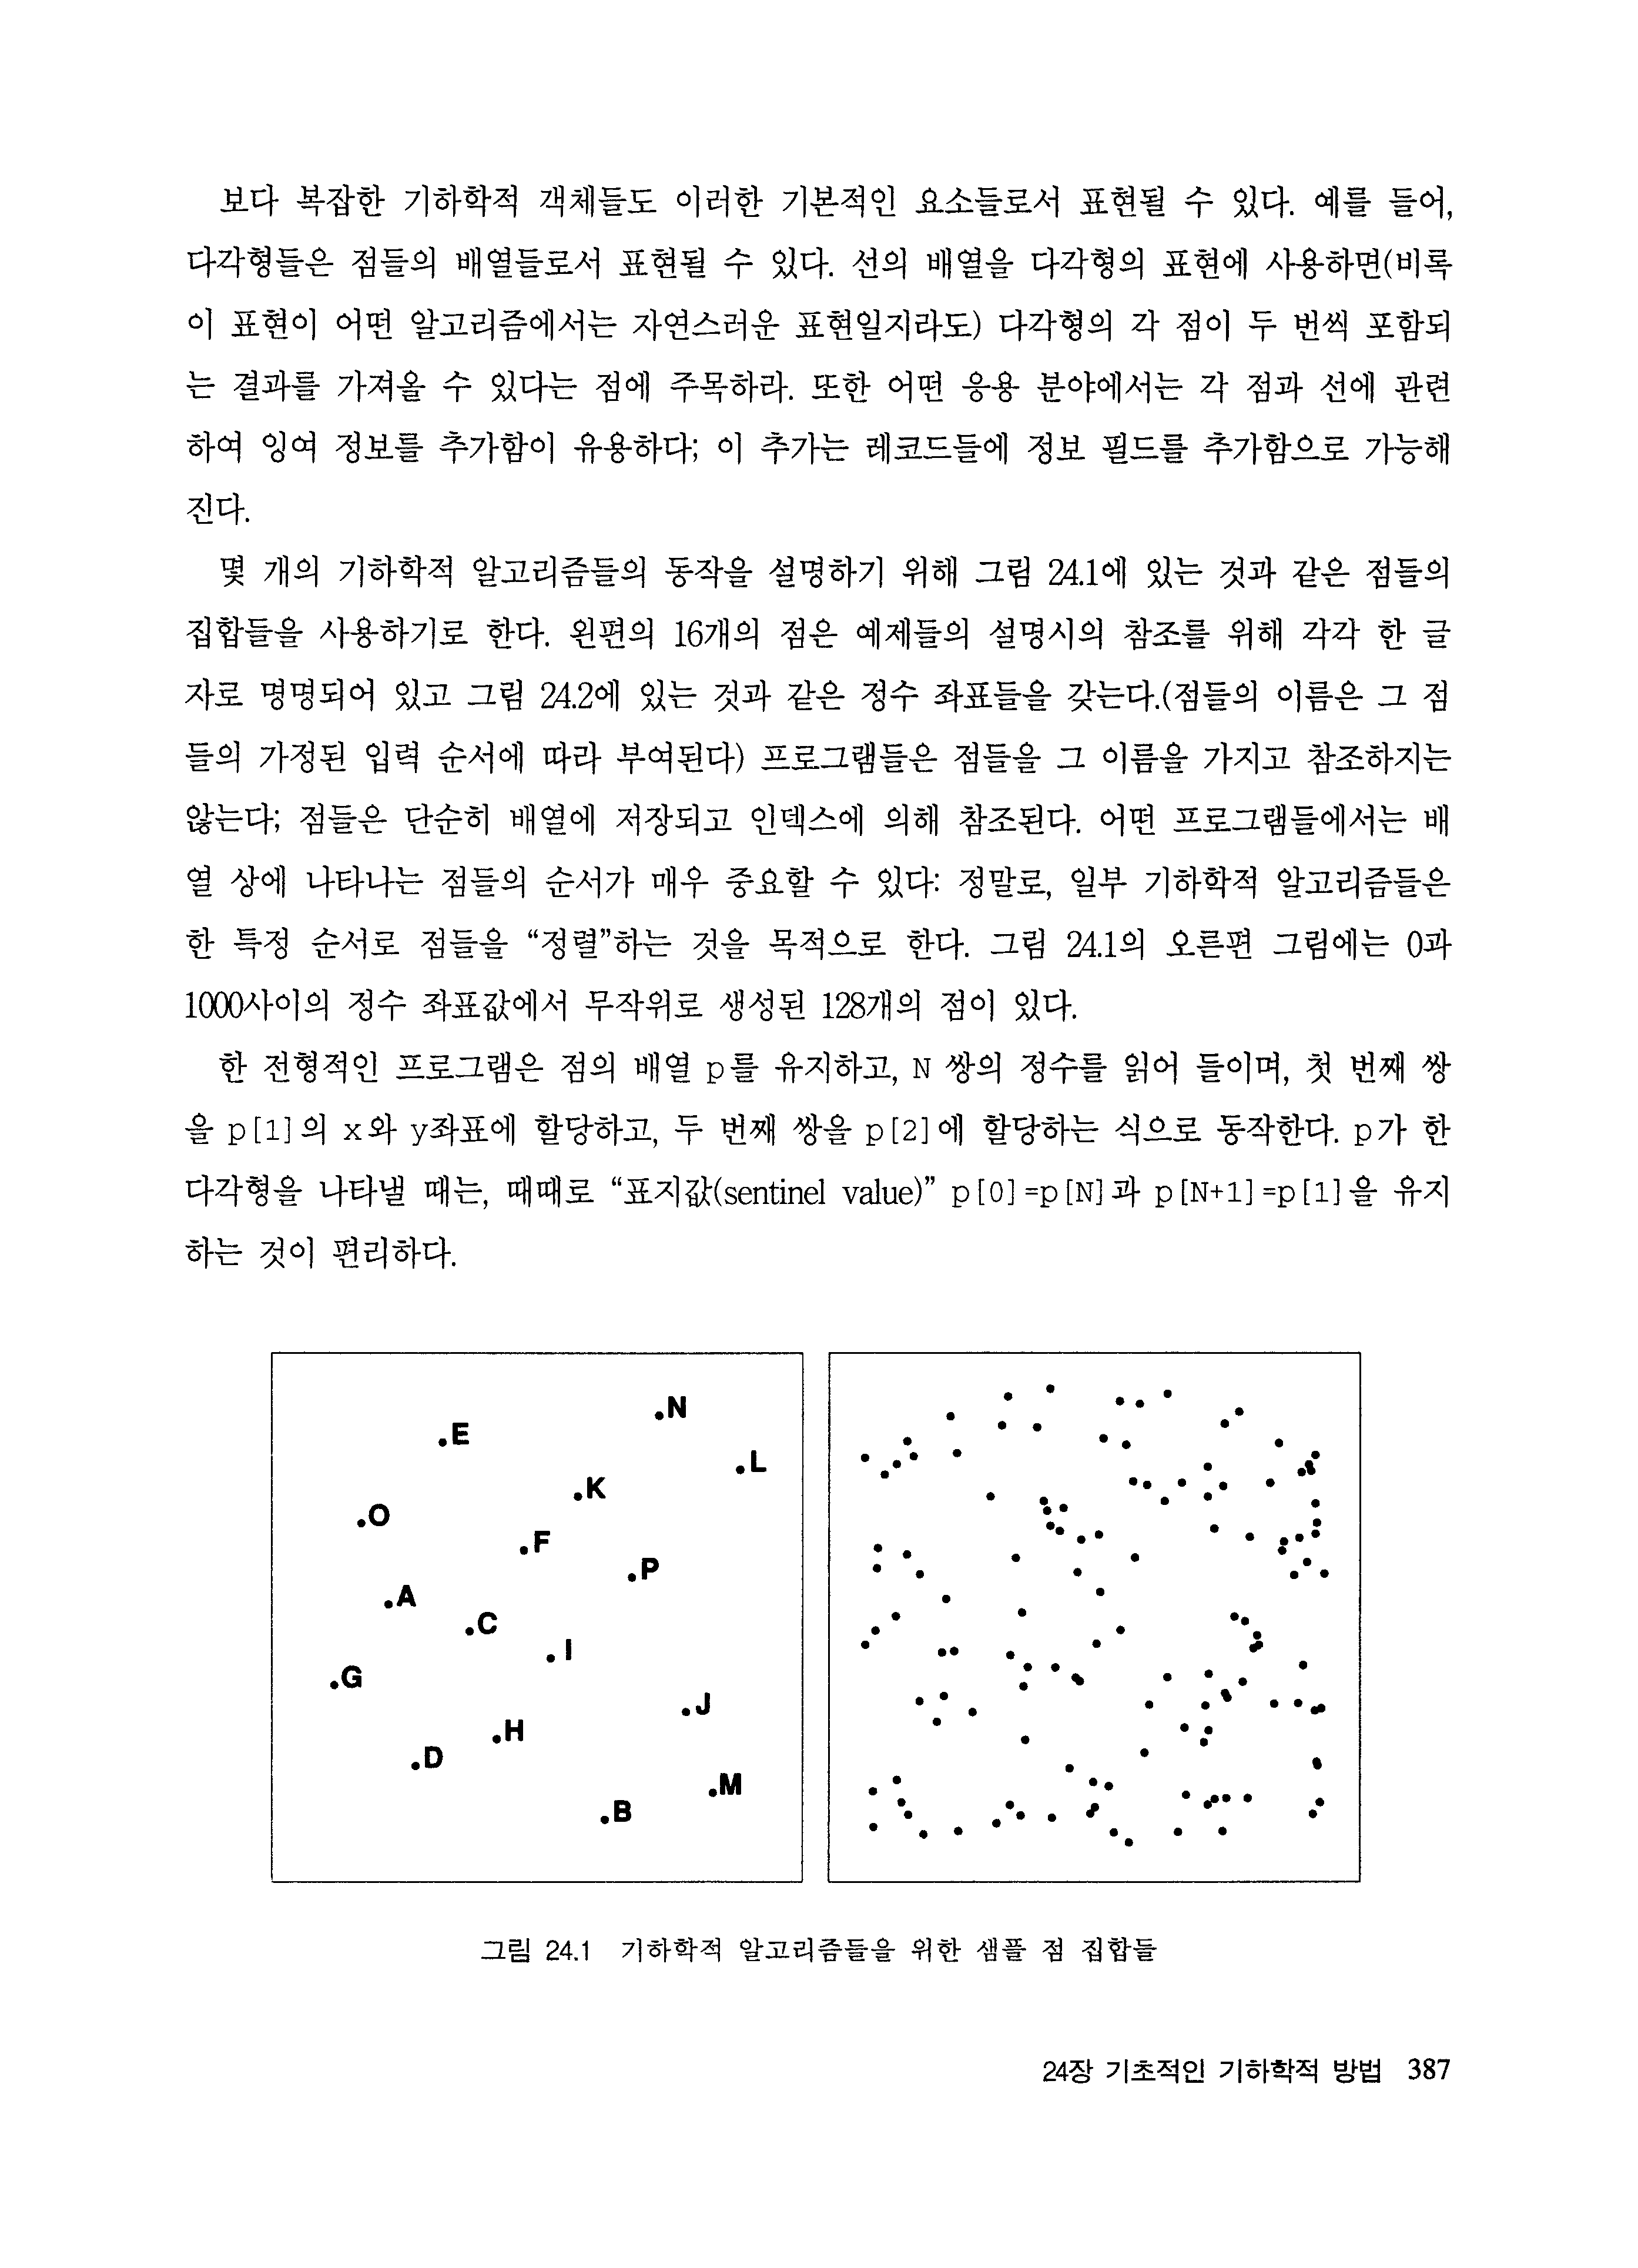 보다 복잡한 기하학적 객체들도 이러한 기본적인 요소들로서 표현될 수 있다. 예를 들어,
다각형들은 점들의 배열들로서 표현될 수 있다. 선의 배열을 다각형의 표현에 사용하면(비록
이 표현이 어떤 알고리즘에서는 자연스러운 표현일지라도) 다각형의 각 점이 두 번씩 포함되
는 결과를 가져올 수 있다는 점에 주목하라. 또한 어떤 응용 분야에서는 각 점과 선에 관련
하여 잉여 정보를 추가함이 유용하다; 이 추가는 레코드들에 정보 필드를 추가함으로 가능해
진다.
몇 개의 기하학적 알고리즘들의 동작을 설명하기 위해 그림 24.1에 있는 것과 같은 점들의
집합들을 사용하기로 한다. 왼편의 16개의 점은 예제들의 설명시의 참조를 위해 각각 한 글
자로 명명되어 있고 그림 24.2에 있는 것과 같은 정수 좌표들을 갖는다.(점들의 이름은 그 점
들의 가정된 입력 순서에 따라 부여된다) 프로그램들은 점들을 그 이름을 가지고 참조하지는
않는다; 점들은 단순히 배열에 저장되고 인덱스에 의해 참조된다. 어떤 프로그램들에서는 배
열 상에 나타나는 점들의 순서가 매우 중요할 수 있다: 정말로, 일부 기하학적 알고리즘들은
한 특정 순서로 점들을 “정렬”하는 것을 목적으로 한다. 그림 24.1의 오른편 그림에는 0과
1000사이의 정수 좌표값에서 무작위로 생성된 128개의 점이 있다.
한 전형적인 프로그램은 점의 배열 p를 유지하고, N 쌍의 정수를 읽어 들이며, 첫 번째 쌍
을 p[1]의 x와 y좌표에 할당하고, 두 번째 쌍을 p[2]에 할당하는 식으로 동작한다. p가 한
다각형을 나타낼 때는, 때때로 “표지값(sentinel value)” p[0]=p[N]과 p[N+1]=p[1]을 유지
하는 것이 편리하다.
N
E
L
K
O
F
P
A
C
I
G
J
H
D
M
B
그림 24.1 기하학적 알고리즘들을 위한 샘플 점 집합들
24장 기초적인 기하학적 방법 387